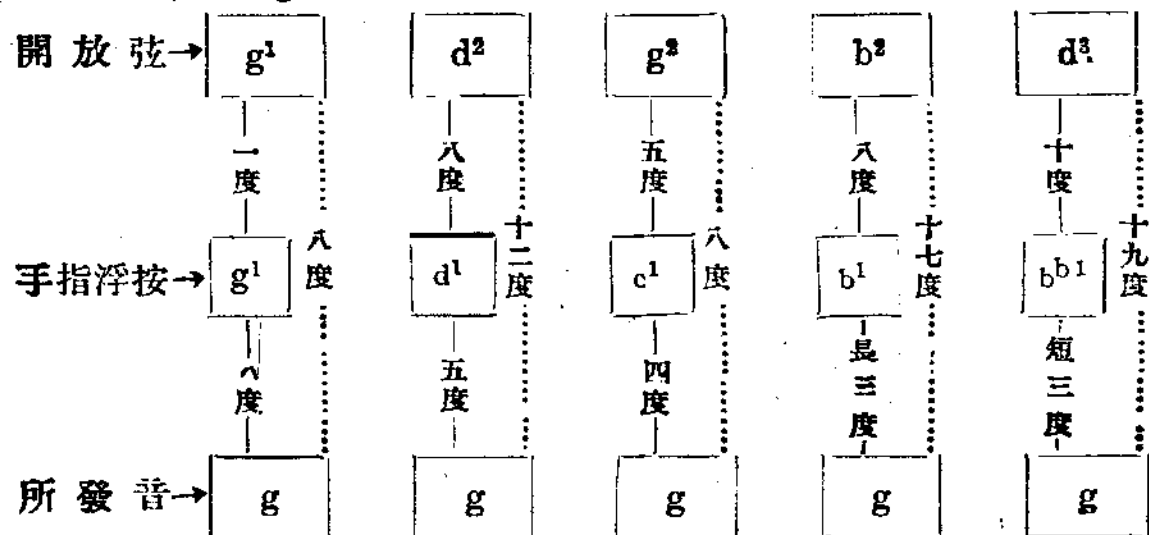 開放弦→ g¹ d² g² b² d³
一度 八度 五度 八度 十度
八度 十二度 八度 十七度 十九度
手指浮按→ g¹ d¹ c¹ b¹ b♭¹
八度 五度 四度 長三度 短三度
所發音→ g g g g g